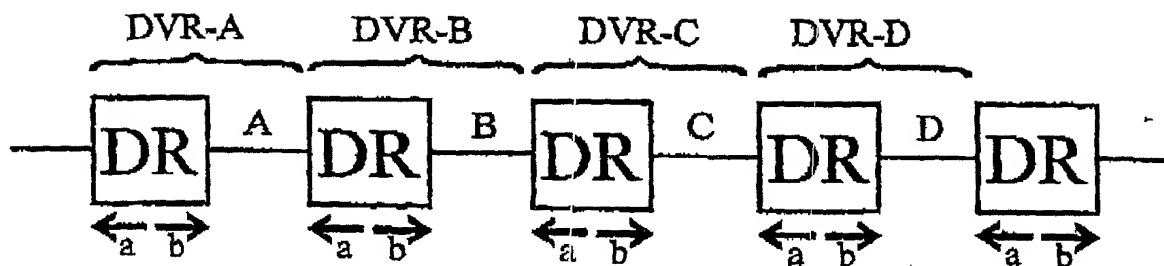 DVR-A DVR-B DVR-C DVR-D
A B C D
DR DR DR DR DR
a b a b a b a b a b